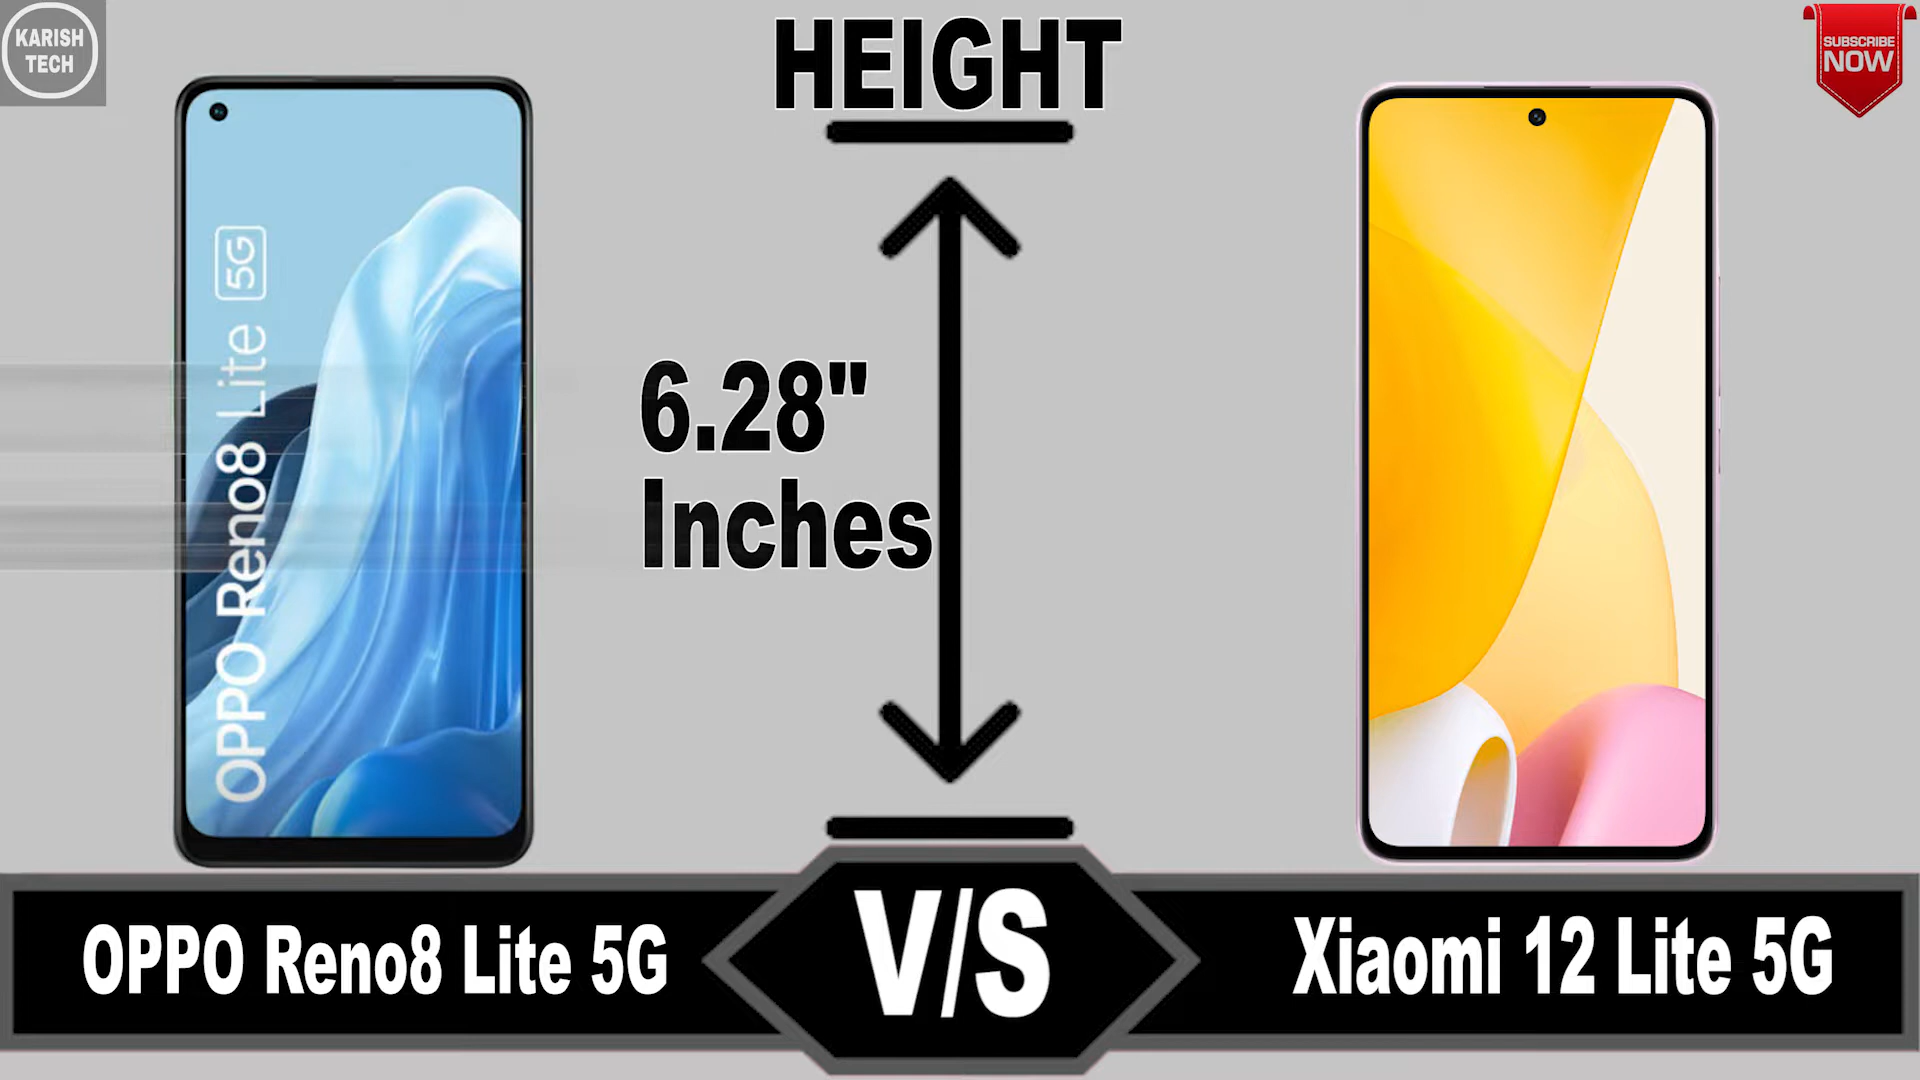 KARISH
TECH
HEIGHT
SUBSCRIBE
NOW
OPPO Reno8 Lite 5G
6.28"
Inches
OPPO Reno8 Lite 5G
V/S
Xiaomi 12 Lite 5G